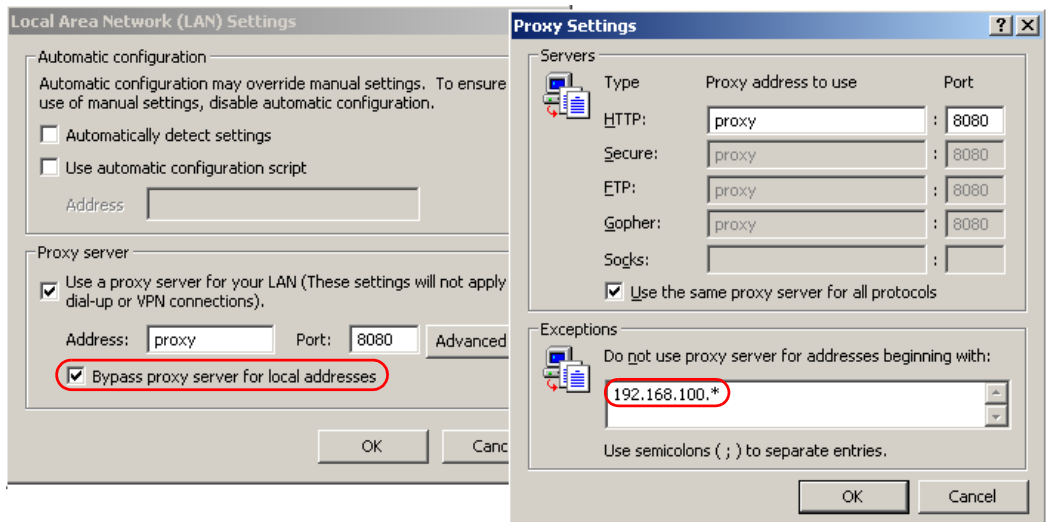 Local Area Network (LAN) Settings
Automatic configuration
Automatic configuration may override manual settings. To ensure
use of manual settings, disable automatic configuration.
Automatically detect settings
Use automatic configuration script
Address
Proxy server
Use a proxy server for your LAN (These settings will not apply
dial-up or VPN connections).
Address: proxy Port: 8080 Advanced
Bypass proxy server for local addresses
OK Canc
Proxy Settings
Servers
Type Proxy address to use Port
HTTP: proxy : 8080
Secure: proxy : 8080
FTP: proxy : 8080
Gopher: proxy : 8080
Socks: :
Use the same proxy server for all protocols
Exceptions
Do not use proxy server for addresses beginning with:
192.168.100.*
Use semicolons ( ; ) to separate entries.
OK Cancel